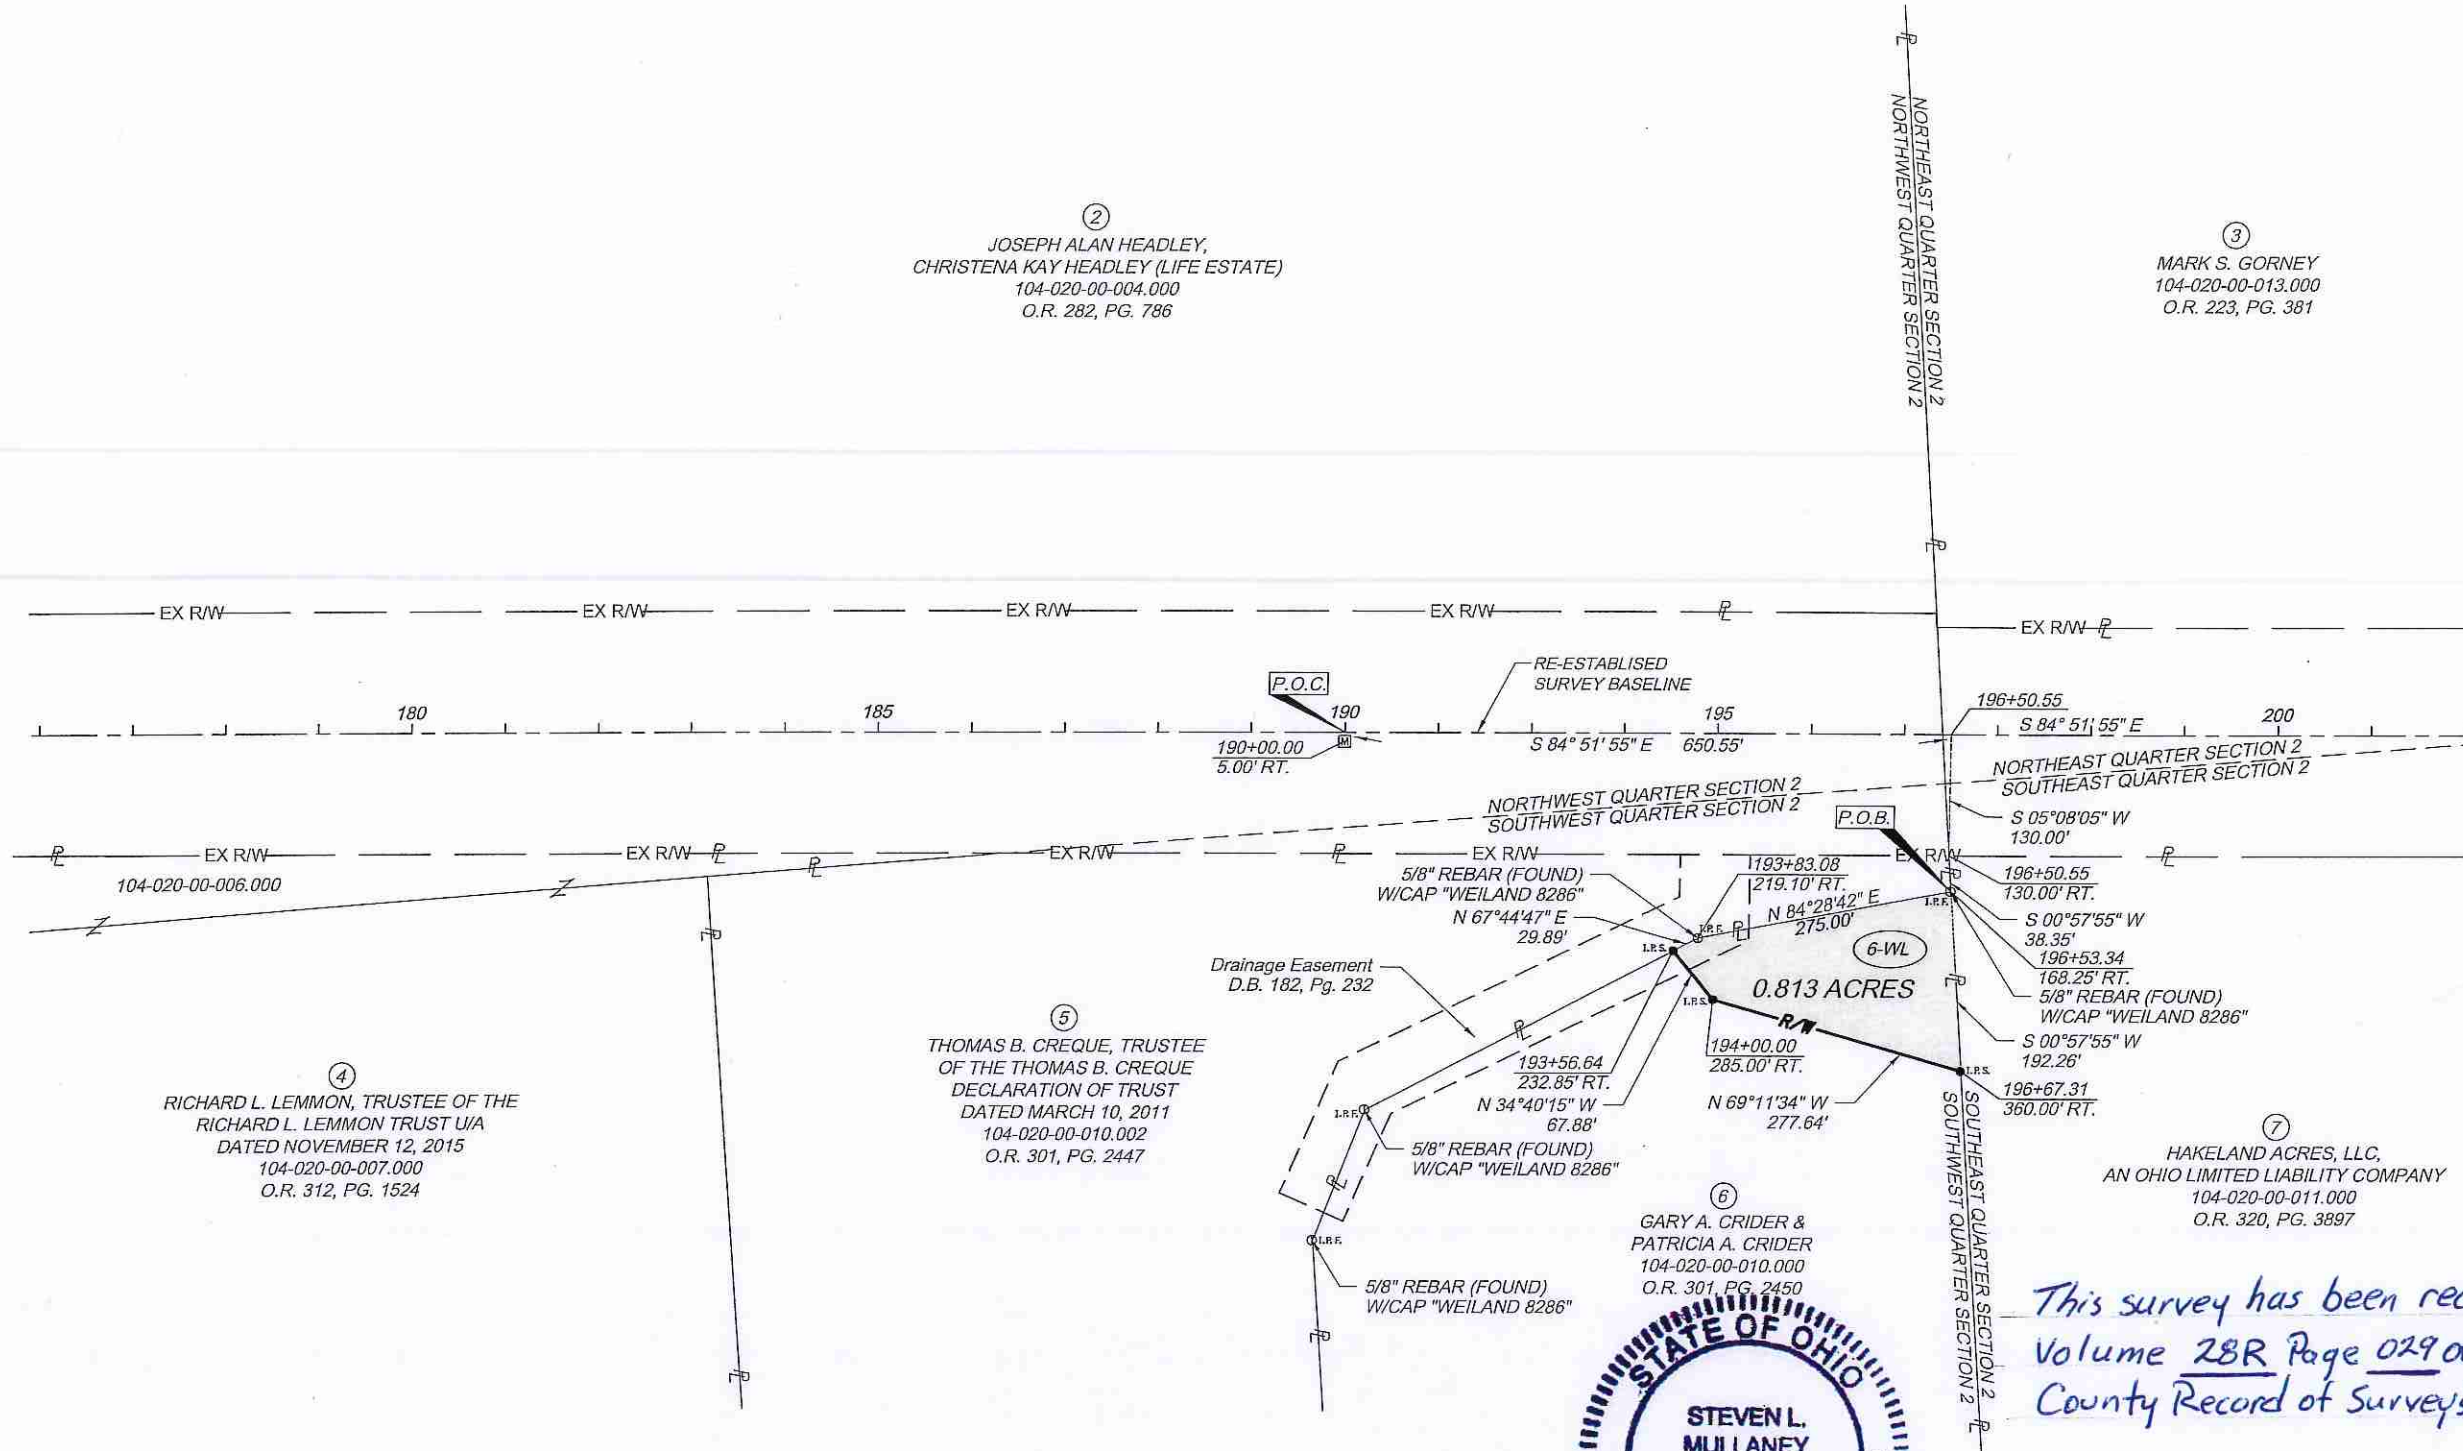 NORTHEAST QUARTER SECTION 2
NORTHWEST QUARTER SECTION 2
2
JOSEPH ALAN HEADLEY,
CHRISTENA KAY HEADLEY (LIFE ESTATE)
104-020-00-004.000
O.R. 282, PG. 786
3
MARK S. GORNEY
104-020-00-013.000
O.R. 223, PG. 381
EX R/W
EX R/W
EX R/W
EX R/W
EX R/W
RE-ESTABLISED
SURVEY BASELINE
P.O.C.
180
185
190
195
200
190+00.00
5.00' RT.
M
S 84° 51' 55" E 650.55'
196+50.55
S 84° 51' 55" E
NORTHWEST QUARTER SECTION 2
SOUTHWEST QUARTER SECTION 2
NORTHEAST QUARTER SECTION 2
SOUTHEAST QUARTER SECTION 2
P.O.B.
S 05°08'05" W
130.00'
EX R/W
EX R/W
EX R/W
EX R/W
EX R/W
104-020-00-006.000
5/8" REBAR (FOUND)
W/CAP "WEILAND 8286"
193+83.08
219.10' RT.
N 67°44'47" E
29.89'
N 84°28'42" E
275.00'
196+50.55
130.00' RT.
S 00°57'55" W
38.35'
196+53.34
168.25' RT.
5/8" REBAR (FOUND)
W/CAP "WEILAND 8286"
I.P.F.
I.P.F.
I.P.S.
I.P.S.
6-WL
0.813 ACRES
R/W
Drainage Easement
D.B. 182, Pg. 232
S 00°57'55" W
192.26'
I.P.S.
196+67.31
360.00' RT.
194+00.00
285.00' RT.
193+56.64
232.85' RT.
N 34°40'15" W
67.88'
N 69°11'34" W
277.64'
4
RICHARD L. LEMMON, TRUSTEE OF THE
RICHARD L. LEMMON TRUST U/A
DATED NOVEMBER 12, 2015
104-020-00-007.000
O.R. 312, PG. 1524
5
THOMAS B. CREQUE, TRUSTEE
OF THE THOMAS B. CREQUE
DECLARATION OF TRUST
DATED MARCH 10, 2011
104-020-00-010.002
O.R. 301, PG. 2447
I.P.F.
5/8" REBAR (FOUND)
W/CAP "WEILAND 8286"
I.P.F.
5/8" REBAR (FOUND)
W/CAP "WEILAND 8286"
6
GARY A. CRIDER &
PATRICIA A. CRIDER
104-020-00-010.000
O.R. 301, PG. 2450
SOUTHEAST QUARTER SECTION 2
SOUTHWEST QUARTER SECTION 2
7
HAKELAND ACRES, LLC,
AN OHIO LIMITED LIABILITY COMPANY
104-020-00-011.000
O.R. 320, PG. 3897
This survey has been rec
Volume 28R Page 029 o
County Record of Surveys
STATE OF OHIO
STEVEN L.
MULLANEY